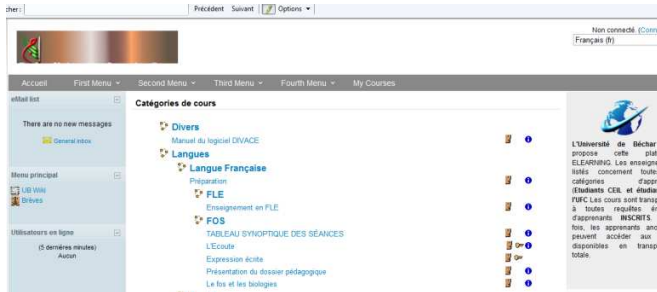 cher:
Précédent Suivant Options
Non connecté. (Conn
Français (fr)
Accueil First Menu Second Menu Third Menu Fourth Menu My Courses
eMail list
There are no new messages
General inbox
Menu principal
UB Wiki
Brèves
Utilisateurs en ligne
(5 dernières minutes)
Aucun
Catégories de cours
Divers
Manuel du logiciel DIVACE
Langues
Langue Française
Préparation
FLE
Enseignement en FLE
FOS
TABLEAU SYNOPTIQUE DES SÉANCES
L'Ecoute
Expression écrite
Présentation du dossier pédagogique
Le fos et les biologies
L'Université de Béchar
propose cette plat
ELEARNING. Les enseigne
listés concernent toute
catégories d'appr
(Etudiants CEIL et étudia
l'UFC Les cours sont transp
à toutes requêtes ém
d'apprenants INSCRITS.
fois, les apprenants ano
peuvent accéder aux
disponibles en transp
totale.